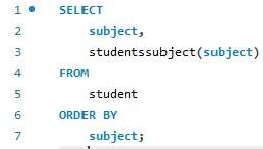 1 SELECT
2 subject,
3 studentssubject(subject)
4 FROM
5 student
6 ORDER BY
7 subject;